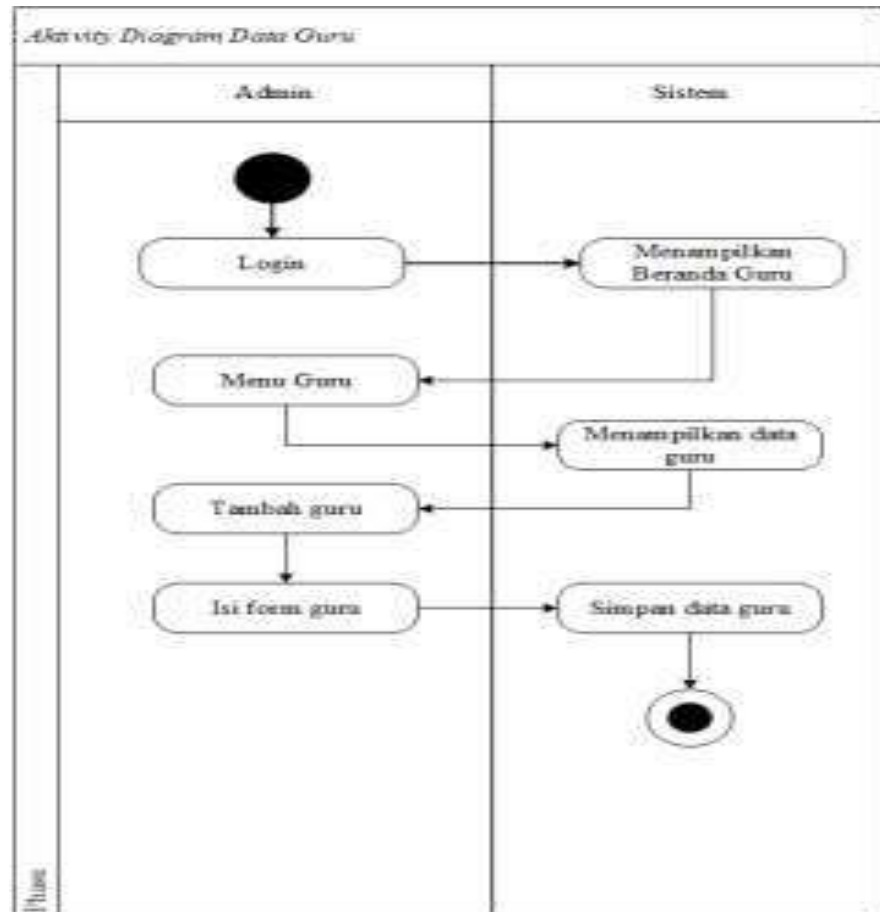 Aktivity Diagram Data Guru
Admin
Sistem
Login
Menampilkan
Beranda Guru
Menu Guru
Menampilkan data
guru
Tambah guru
Isi form guru
Simpan data guru
Phase